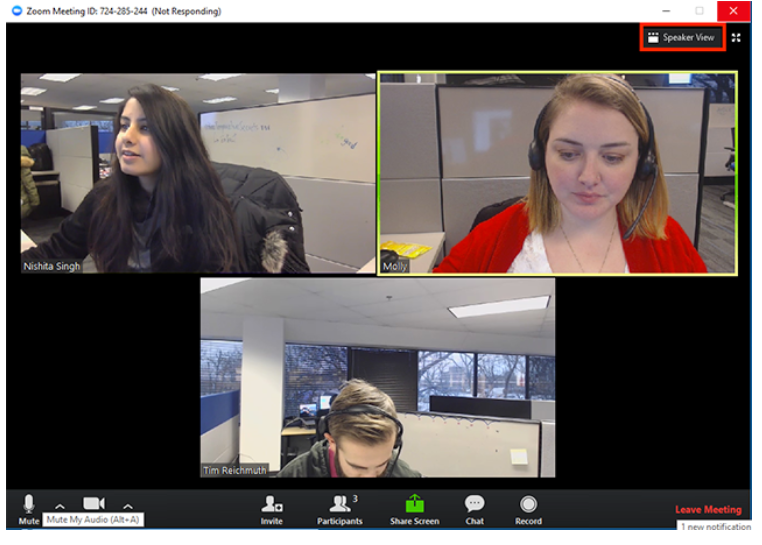 Zoom Meeting ID: 724-285-244 (Not Responding)
Speaker View
Nishita Singh
Molly
Tim Reichmuth
3
Mute
Mute My Audio (Alt+A)
Invite
Participants
Share Screen
Chat
Record
Leave Meeting
1 new notification